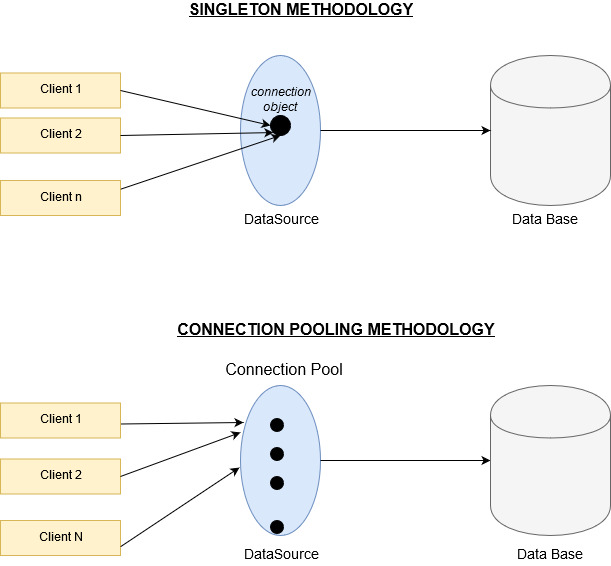 SINGLETON METHODOLOGY
Client 1
Client 2
Client n
connection
object
DataSource
Data Base
CONNECTION POOLING METHODOLOGY
Connection Pool
Client 1
Client 2
Client N
DataSource
Data Base